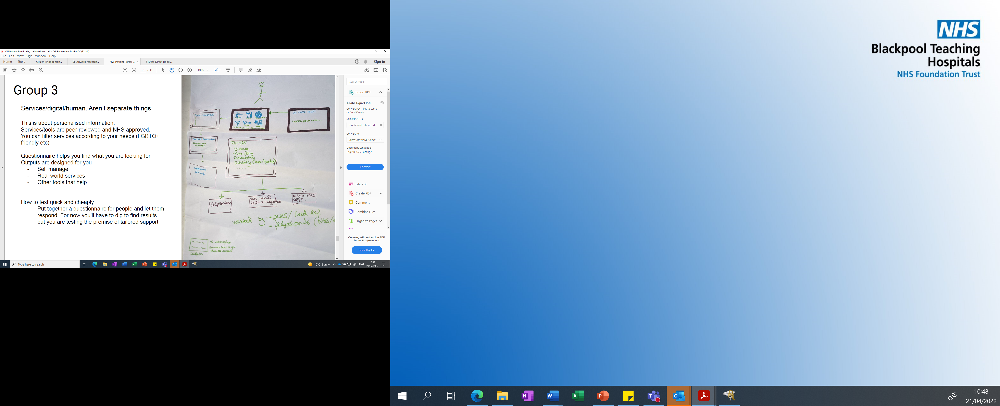 NW Patient Portal 1 day sprint write up.pdf - Adobe Acrobat Reader DC (32-bit)
File Edit View Sign Window Help
Home Tools Citizen Engagemen... Southwark research... NW Patient Portal ... × B1060_Direct booki... Sign In
31 / 33 148%
Group 3
Services/digital/human. Aren't separate things
This is about personalised information.
Services/tools are peer reviewed and NHS approved.
You can filter services according to your needs (LGBTQ+
friendly etc)
Questionnaire helps you find what you are looking for
Outputs are designed for you
- Self manage
- Real world services
- Other tools that help
How to test quick and cheaply
- Put together a questionnaire for people and let them
respond. For now you'll have to dig to find results
but you are testing the premise of tailored support
QUESTIONNAIRE
DO I NEED HELP?
I NEED HELP WITH....
YOU MIGHT BENEFIT FROM
SUGGESTIONS
- SERVICES
Suggestions
Self-help
'FILTERS'
Distance
Time/Day
Accessibility
Suitability (age/gender)
....
Information
real world
service suggestions
online sites/
apps.
validated by: • peers/ lived exp.
• professionals (NHS/
To websites/app
Services local to you
phone numbers
Leaflets
Search tools
Export PDF
Adobe Export PDF
Convert PDF Files to Word
or Excel Online
Select PDF File
NW Patient...rite up.pdf
Convert to
Microsoft Word (*.docx)
Document Language:
English (U.S.) Change
Convert
Edit PDF
Create PDF
Comment
Combine Files
Organize Pages
Convert, edit and e-sign PDF
forms & agreements
Free 7-Day Trial
Type here to search
10°C Sunny ENG 10:48
21/04/2022
NHS
Blackpool Teaching
Hospitals
NHS Foundation Trust
10:48
21/04/2022